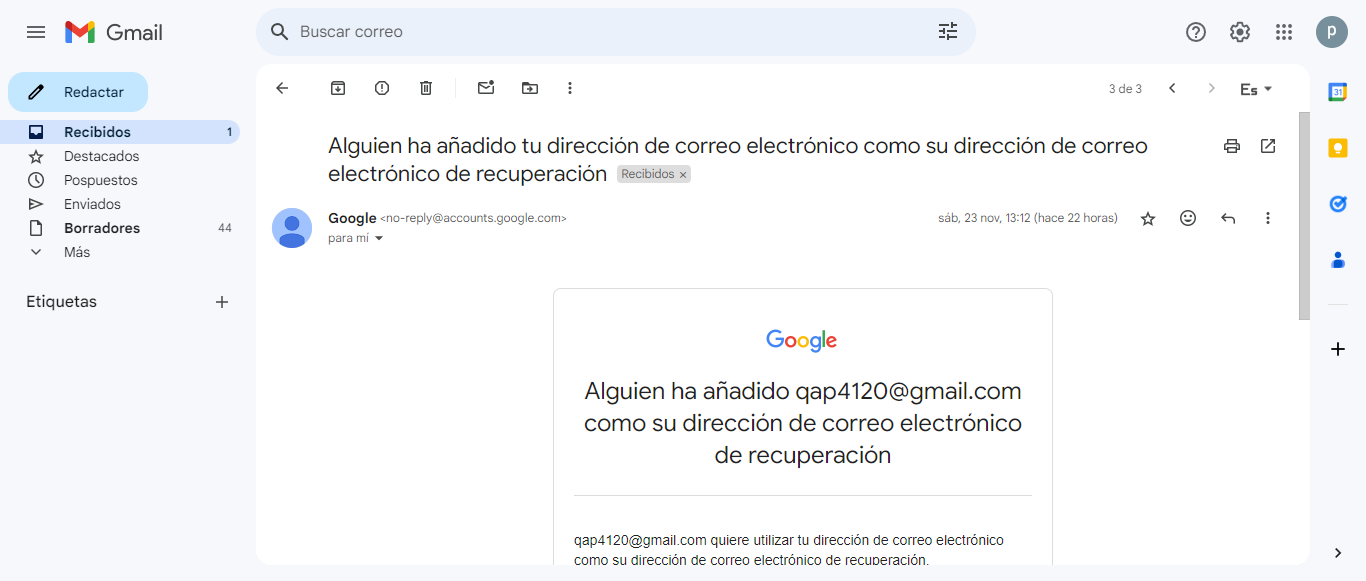 Gmail
Buscar correo
P
Redactar
3 de 3
Es
31
Recibidos 1
Destacados
Pospuestos
Enviados
Borradores 44
Más
Etiquetas
Alguien ha añadido tu dirección de correo electrónico como su dirección de correo
electrónico de recuperación Recibidos ×
Google <no-reply@accounts.google.com> sáb, 23 nov, 13:12 (hace 22 horas)
para mí
Google
Alguien ha añadido qap4120@gmail.com
como su dirección de correo electrónico
de recuperación
qap4120@gmail.com quiere utilizar tu dirección de correo electrónico
como su dirección de correo electrónico de recuperación.